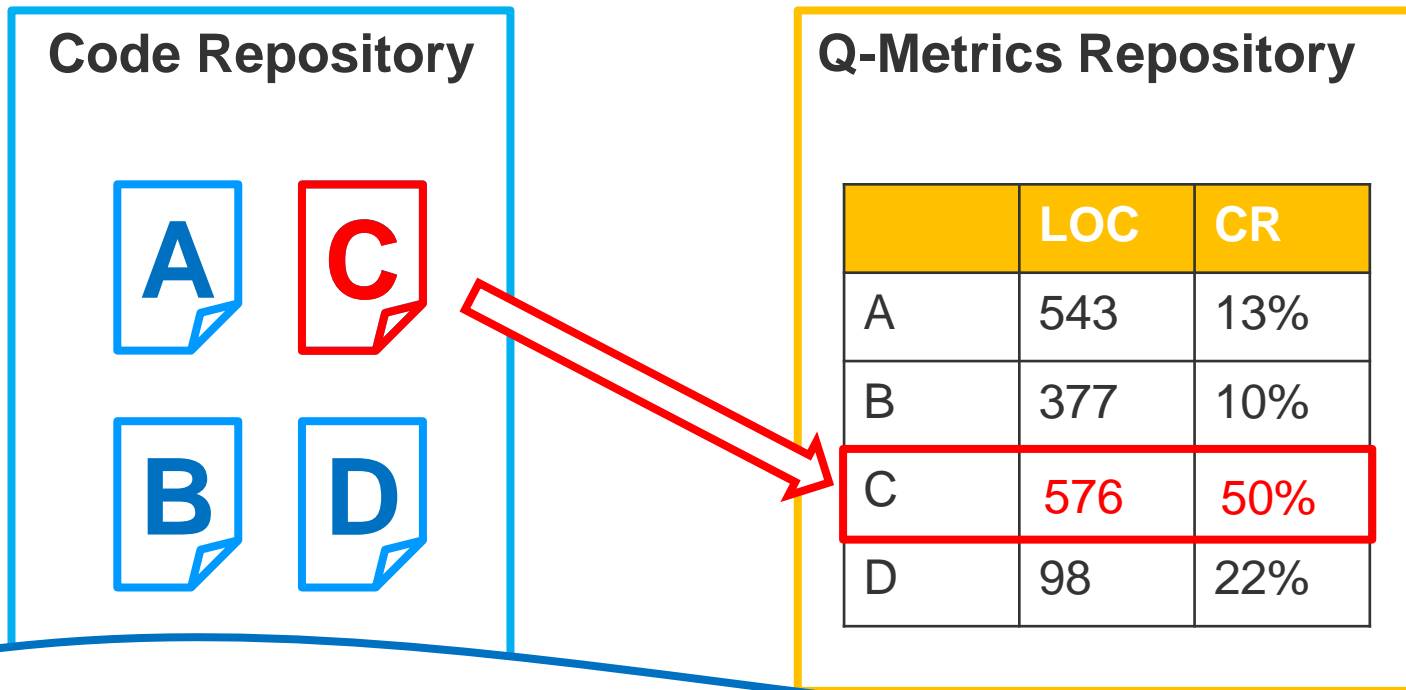 Code Repository
A
C
B
D
Q-Metrics Repository
LOC CR
A 543 13%
B 377 10%
C 576 50%
D 98 22%